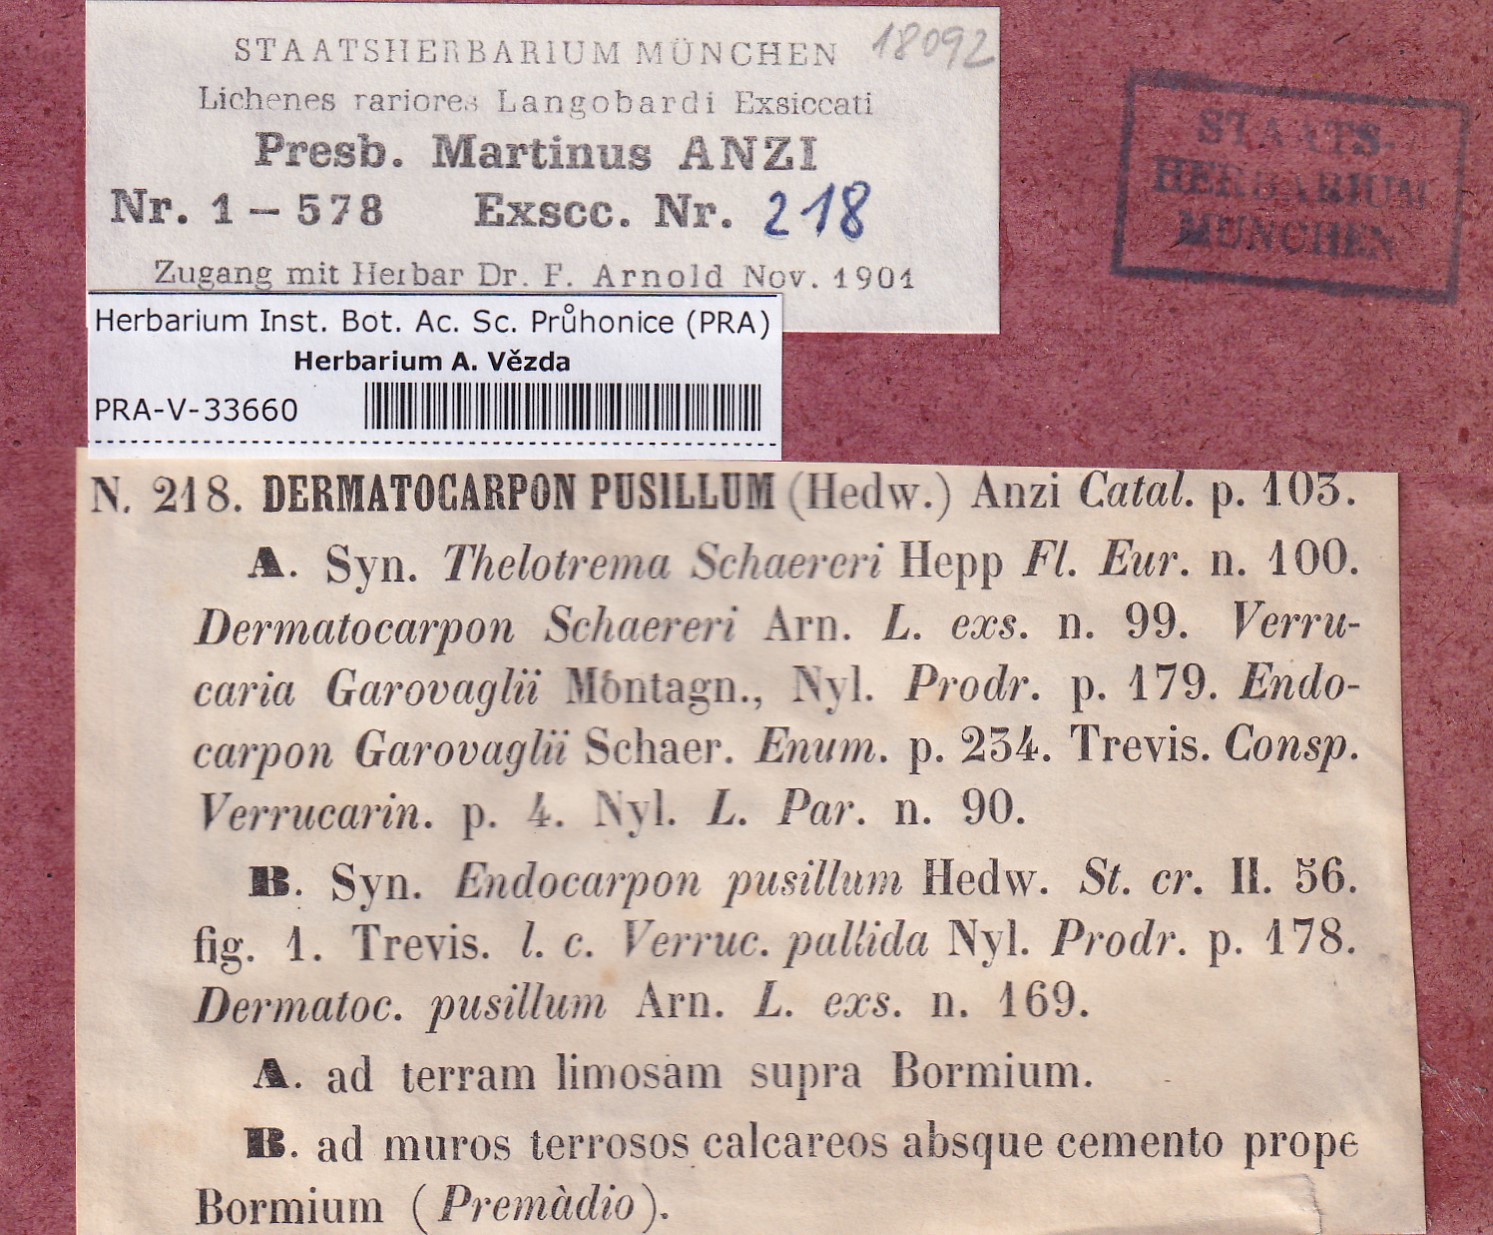 STAATSHERBARIUM MÜNCHEN
18092
Lichenes rariores Langobardi Exsiccati
Presb. Martinus ANZI
Nr. 1 – 578 Exscc. Nr. 218
Zugang mit Herbar Dr. F. Arnold Nov. 1901
STAATS-
HERBARIUM
MÜNCHEN
Herbarium Inst. Bot. Ac. Sc. Průhonice (PRA)
Herbarium A. Vězda
PRA-V-33660
N. 218. DERMATOCARPON PUSILLUM (Hedw.) Anzi Catal. p. 103.
A. Syn. Thelotrema Schaereri Hepp Fl. Eur. n. 100.
Dermatocarpon Schaereri Arn. L. exs. n. 99. Verru-
caria Garovaglii Montagn., Nyl. Prodr. p. 179. Endo-
carpon Garovaglii Schaer. Enum. p. 234. Trevis. Consp.
Verrucarin. p. 4. Nyl. L. Par. n. 90.
B. Syn. Endocarpon pusillum Hedw. St. cr. II. 56.
fig. 1. Trevis. l. c. Verruc. pallida Nyl. Prodr. p. 178.
Dermatoc. pusillum Arn. L. exs. n. 169.
A. ad terram limosam supra Bormium.
B. ad muros terrosos calcareos absque cemento prope
Bormium (Premàdio).